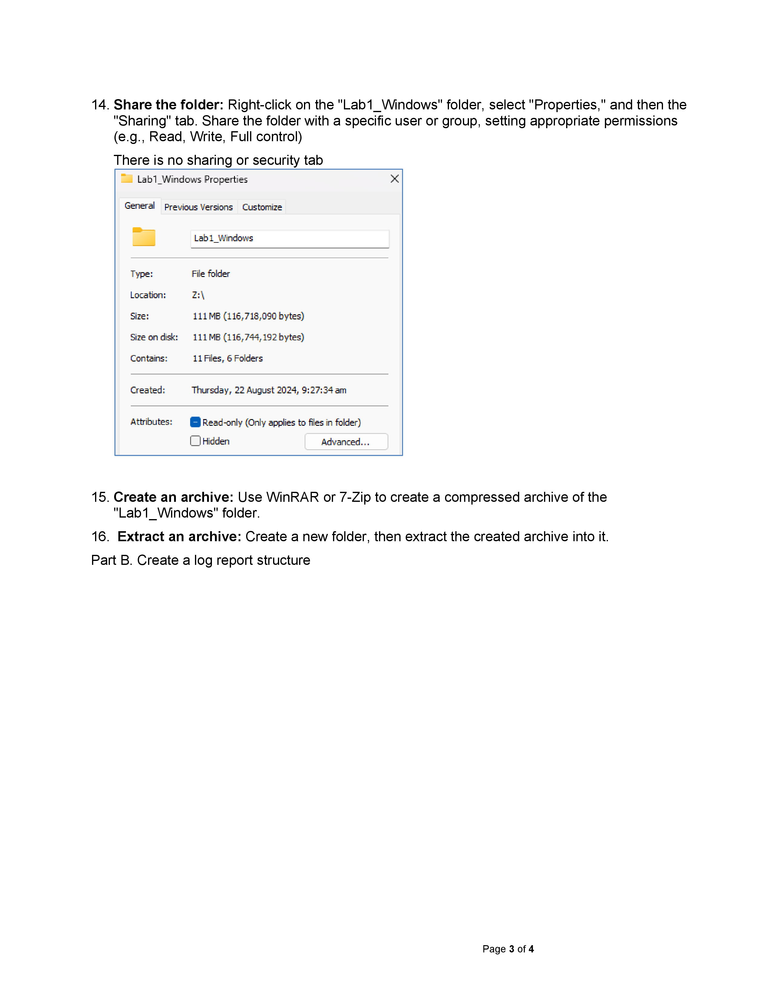 14. Share the folder: Right-click on the "Lab1_Windows" folder, select "Properties," and then the
"Sharing" tab. Share the folder with a specific user or group, setting appropriate permissions
(e.g., Read, Write, Full control)
There is no sharing or security tab
Lab1_Windows Properties
General Previous Versions Customize
Lab1_Windows
Type: File folder
Location: Z:\
Size: 111 MB (116,718,090 bytes)
Size on disk: 111 MB (116,744,192 bytes)
Contains: 11 Files, 6 Folders
Created: Thursday, 22 August 2024, 9:27:34 am
Attributes: Read-only (Only applies to files in folder)
Hidden Advanced...
15. Create an archive: Use WinRAR or 7-Zip to create a compressed archive of the
"Lab1_Windows" folder.
16. Extract an archive: Create a new folder, then extract the created archive into it.
Part B. Create a log report structure
Page 3 of 4